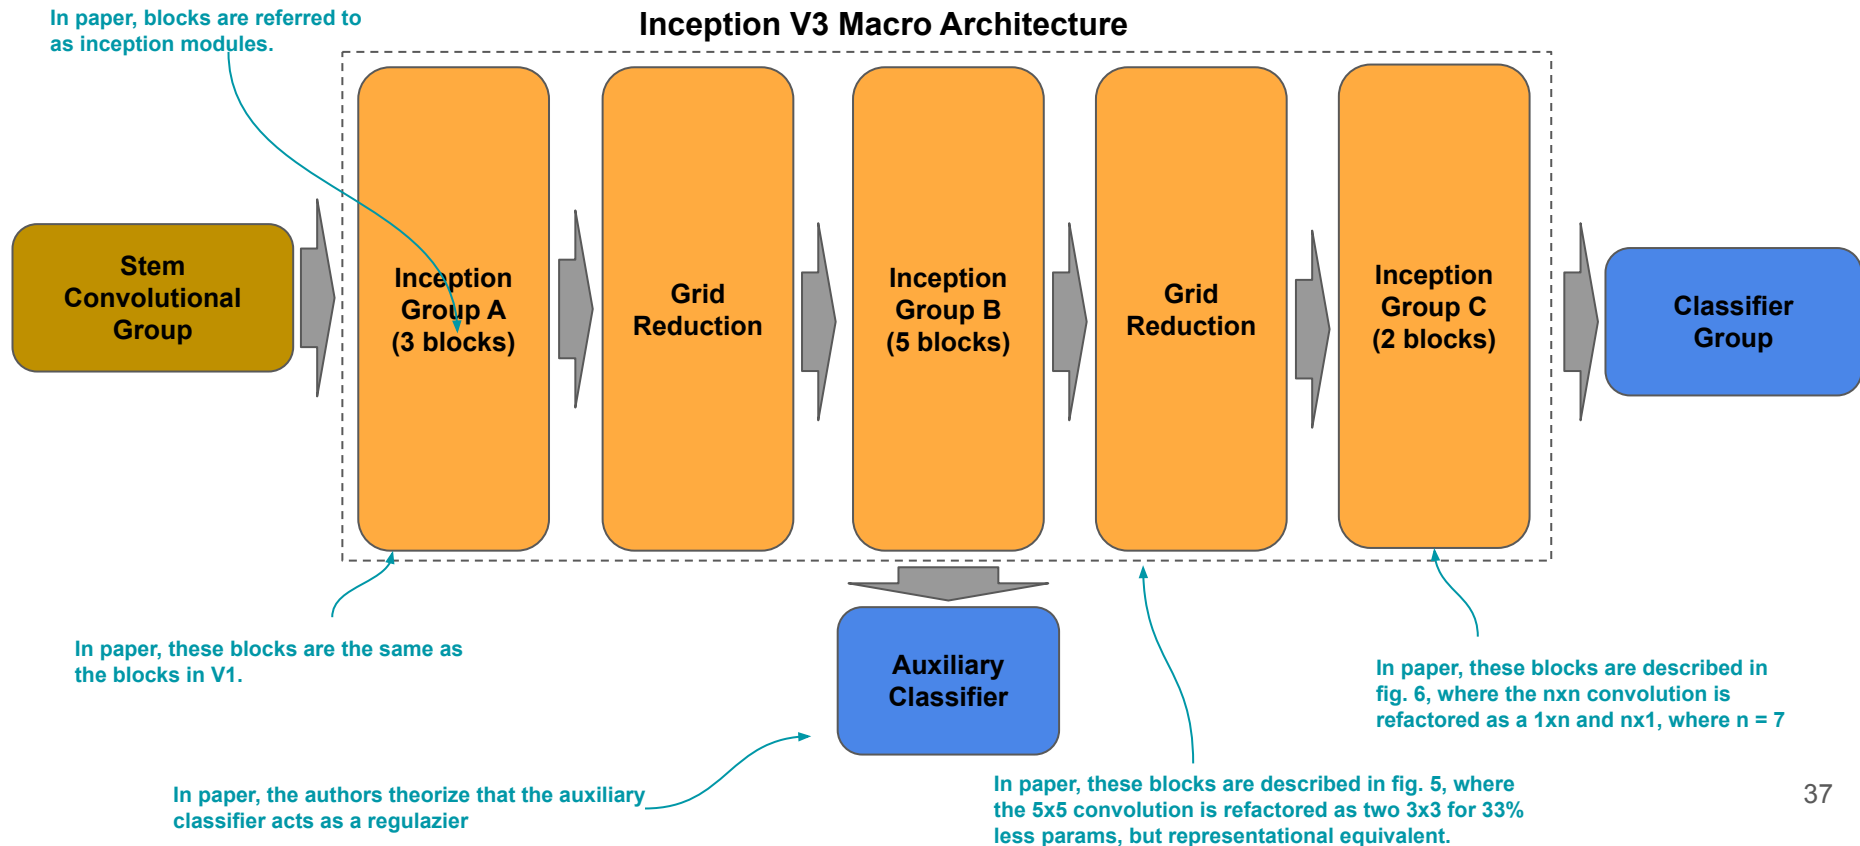 In paper, blocks are referred to
as inception modules.
Inception V3 Macro Architecture
Stem
Convolutional
Group
Inception
Group A
(3 blocks)
Grid
Reduction
Inception
Group B
(5 blocks)
Grid
Reduction
Inception
Group C
(2 blocks)
Classifier
Group
In paper, these blocks are the same as
the blocks in V1.
Auxiliary
Classifier
In paper, these blocks are described in
fig. 6, where the nxn convolution is
refactored as a 1xn and nx1, where n = 7
In paper, the authors theorize that the auxiliary
classifier acts as a regulazier
In paper, these blocks are described in fig. 5, where
the 5x5 convolution is refactored as two 3x3 for 33%
less params, but representational equivalent.
37